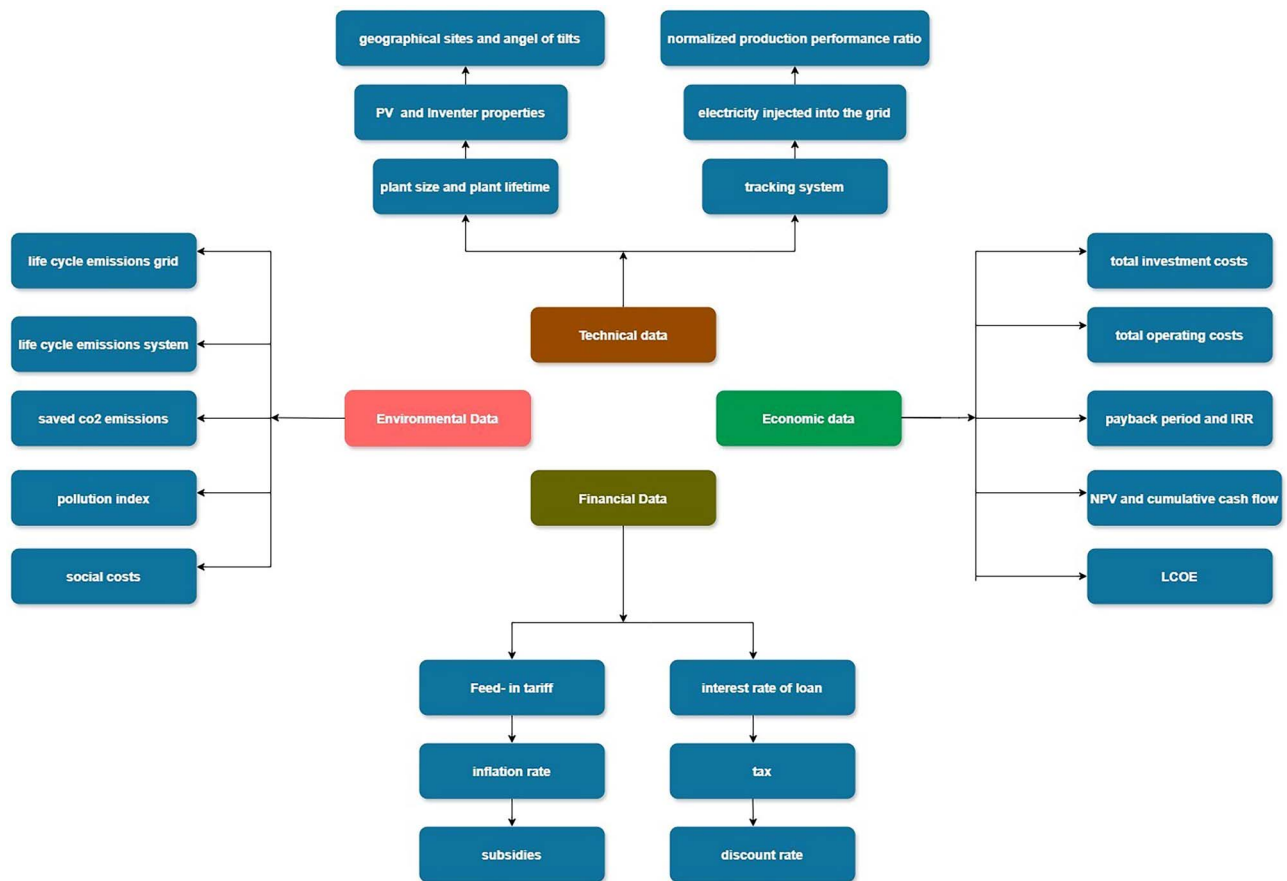 geographical sites and angel of tilts
normalized production performance ratio
PV and Inventer properties
electricity injected into the grid
plant size and plant lifetime
tracking system
life cycle emissions grid
total investment costs
Technical data
life cycle emissions system
total operating costs
saved co2 emissions
Environmental Data
Economic data
payback period and IRR
pollution index
Financial Data
NPV and cumulative cash flow
social costs
LCOE
Feed- in tariff
interest rate of loan
inflation rate
tax
subsidies
discount rate